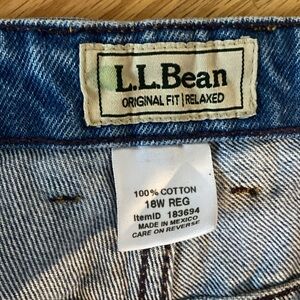 L.L.Bean
ORIGINAL FIT | RELAXED
100% COTTON
18W REG
ItemID 183694
MADE IN MEXICO
CARE ON REVERSE